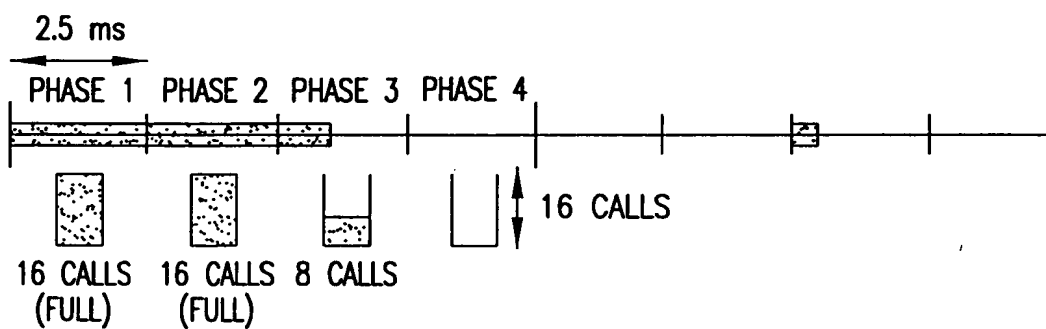 2.5 ms
PHASE 1 PHASE 2 PHASE 3 PHASE 4
16 CALLS
16 CALLS 16 CALLS 8 CALLS
(FULL) (FULL)